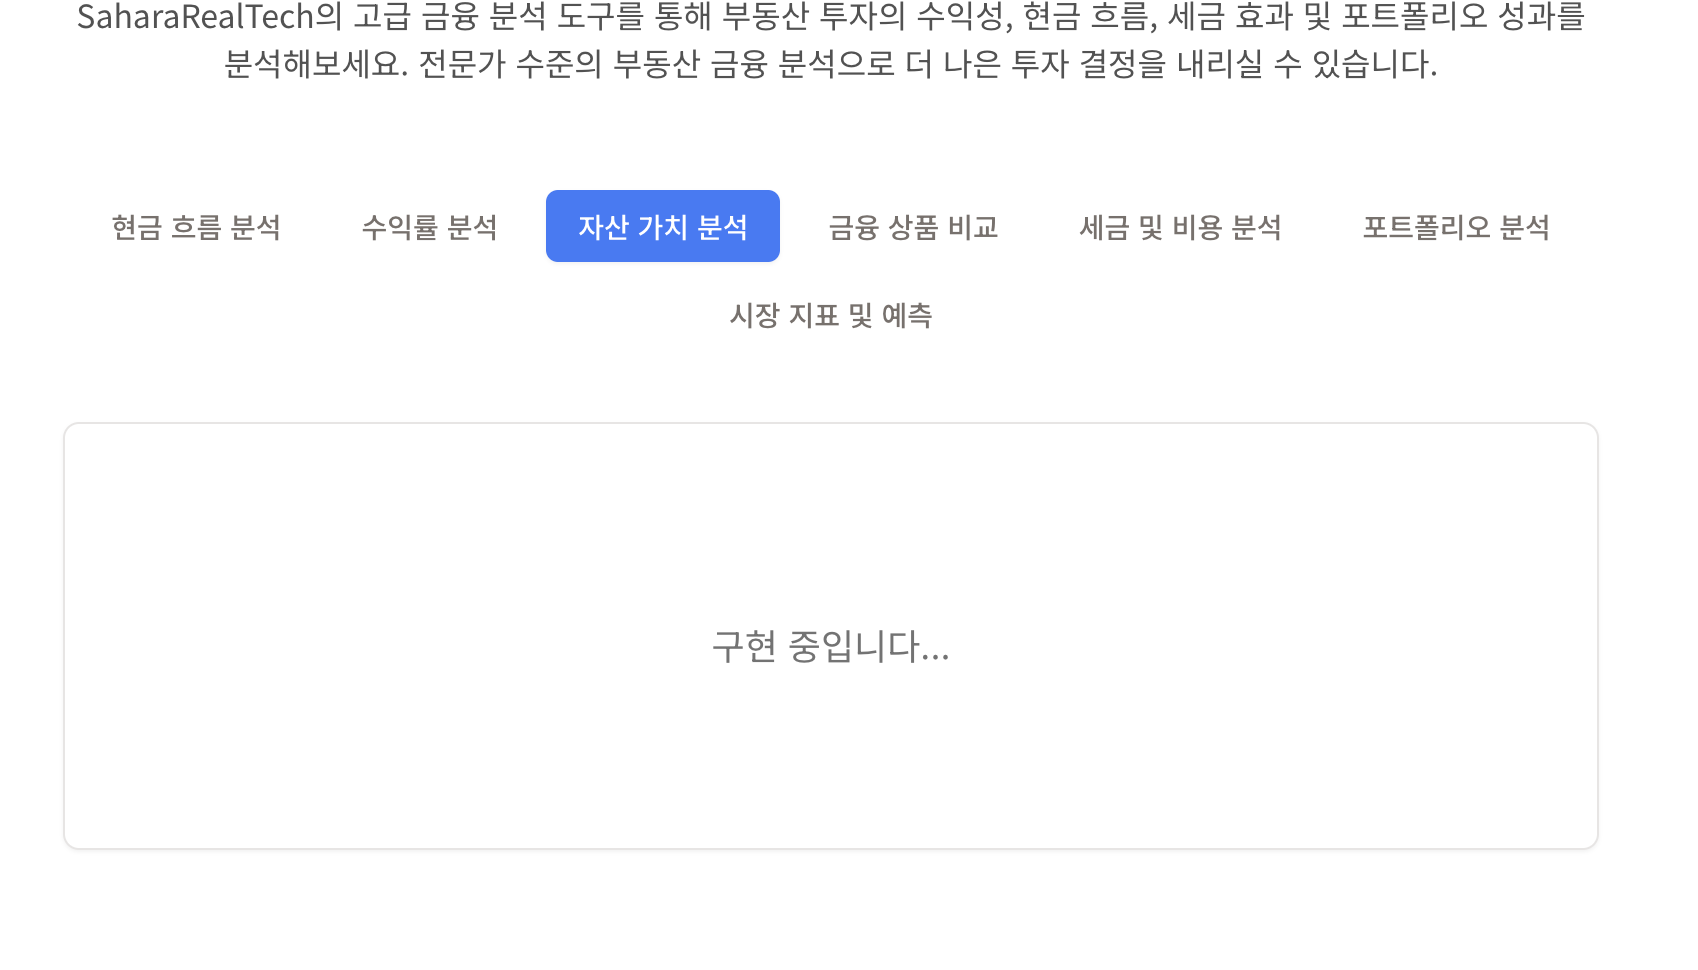 SaharaRealTech의 고급 금융 분석 도구를 통해 부동산 투자의 수익성, 현금 흐름, 세금 효과 및 포트폴리오 성과를
분석해보세요. 전문가 수준의 부동산 금융 분석으로 더 나은 투자 결정을 내리실 수 있습니다.
현금 흐름 분석 수익률 분석 자산 가치 분석 금융 상품 비교 세금 및 비용 분석 포트폴리오 분석
시장 지표 및 예측
구현 중입니다...